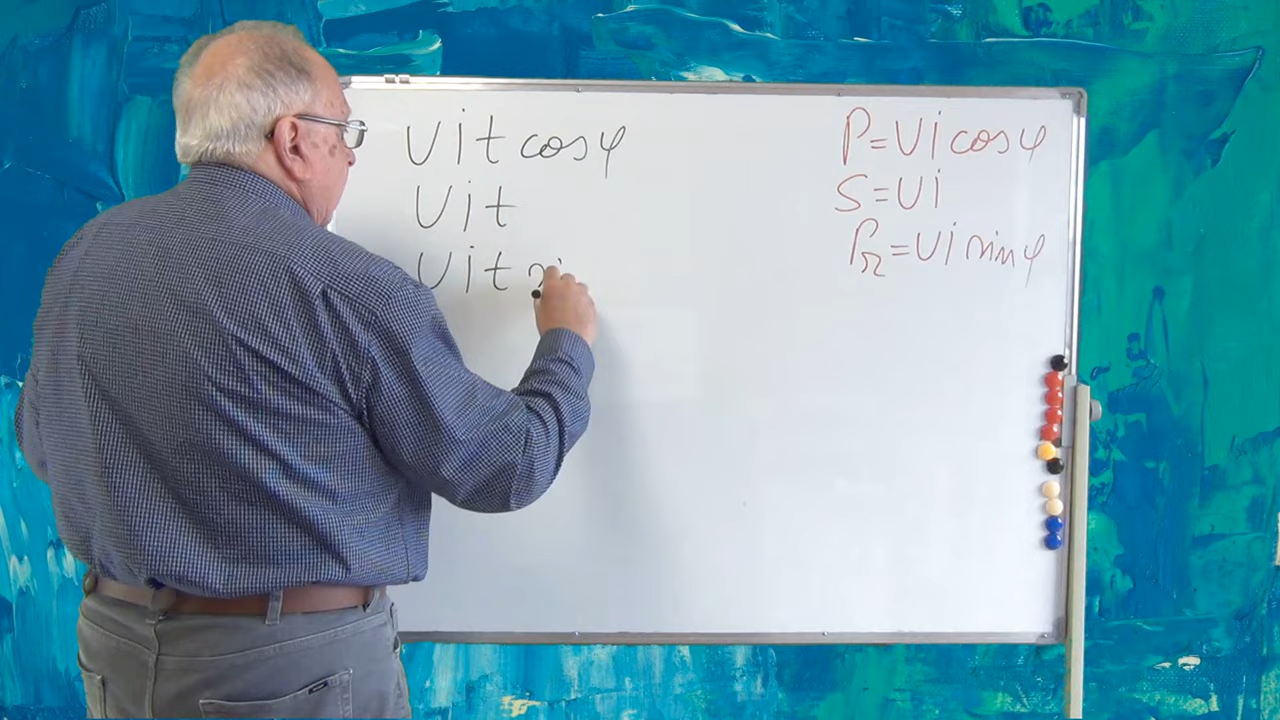 Uit cosφ
Uit
Uit
P=Ui cosφ
S=Ui
Pr=Ui sinφ